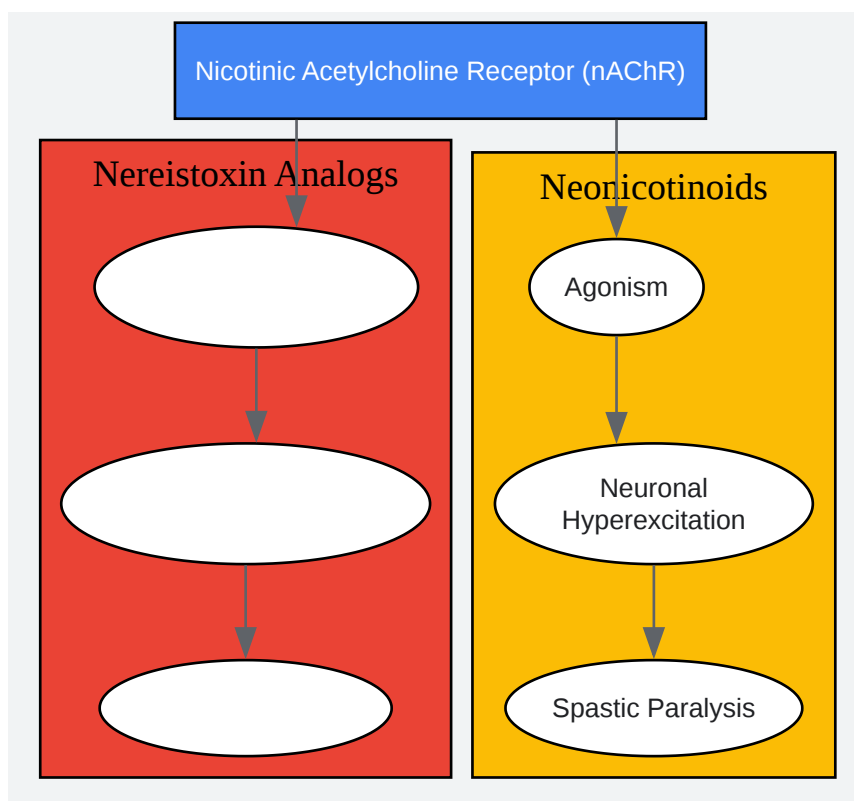 Nicotinic Acetylcholine Receptor (nAChR)
Nereistoxin Analogs
Neonicotinoids
Agonism
Neuronal
Hyperexcitation
Spastic Paralysis